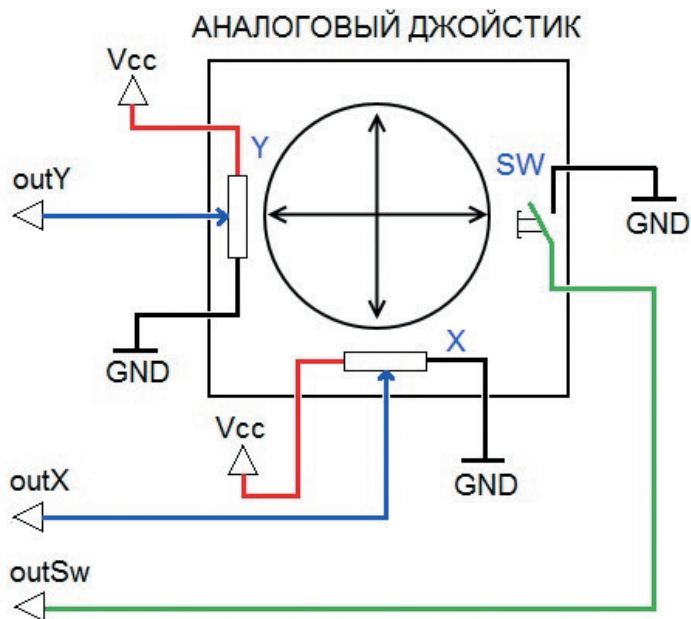 АНАЛОГОВЫЙ ДЖОЙСТИК
Vcc
Y
SW
outY
GND
GND
X
Vcc
outX
GND
outSw